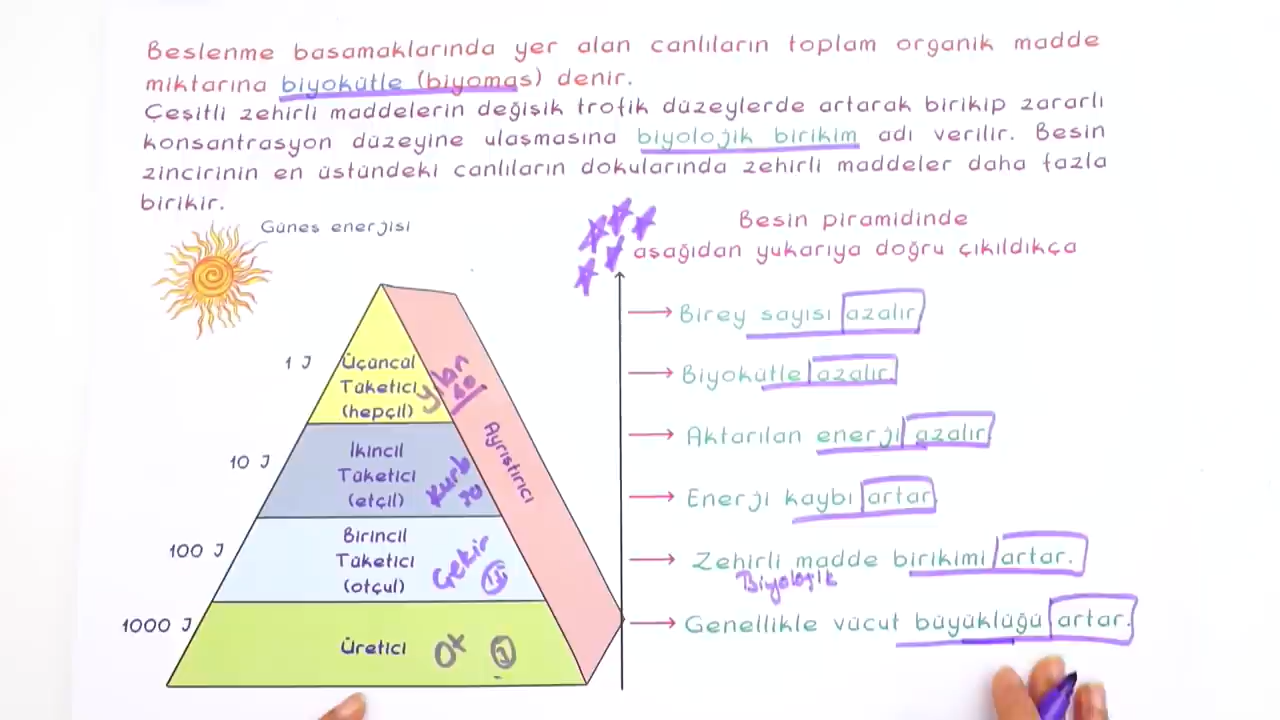 Beslenme basamaklarında yer alan canlıların toplam organik madde
miktarına biyokütle (biyomas) denir.
Çeşitli zehirli maddelerin değişik trofik düzeylerde artarak birikip zararlı
konsantrasyon düzeyine ulaşmasına biyolojik birikim adı verilir. Besin
zincirinin en üstündeki canlıların dokularında zehirli maddeler daha fazla
birikir.
Güneş enerjisi
1 J
Üçüncül
Tüketici
(hepçil)
yılan
10 J
İkincil
Tüketici
(etçil)
Kurb
100 J
Birincil
Tüketici
(otçul)
Çekir
1000 J
Üretici
Ot
Ayrıştırıcı
Besin piramidinde
aşağıdan yukarıya doğru çıkıldıkça
Birey sayısı azalır
Biyokütle azalır.
Aktarılan enerji azalır
Enerji kaybı artar
Zehirli madde birikimi artar.
Biyolojik
Genellikle vücut büyüklüğü artar.